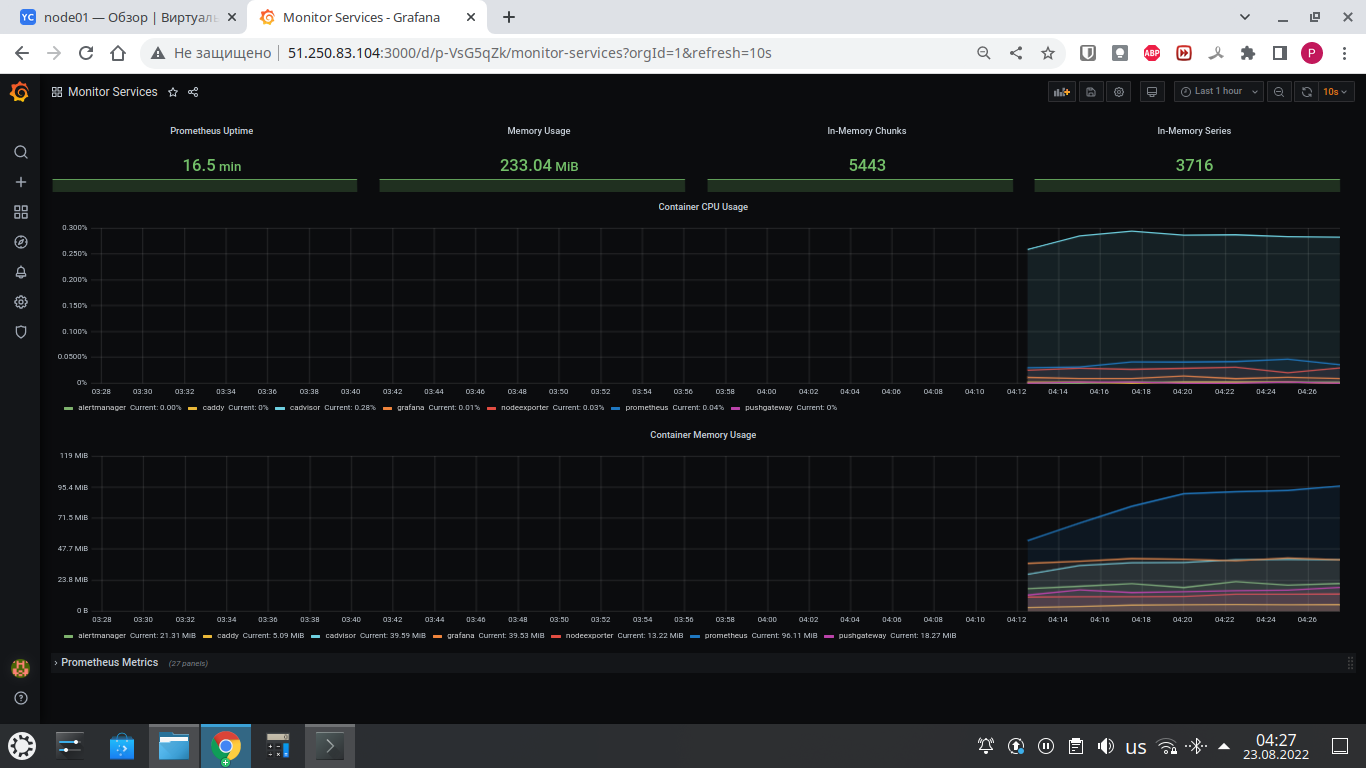 node01 — Обзор | Виртуаль
Monitor Services - Grafana
Не защищено
51.250.83.104:3000/d/p-VsG5qZk/monitor-services?orgId=1&refresh=10s
ABP
P
Monitor Services
Last 1 hour
10s
Prometheus Uptime
16.5 min
Memory Usage
233.04 MiB
In-Memory Chunks
5443
In-Memory Series
3716
Container CPU Usage
0.300%
0.250%
0.200%
0.150%
0.100%
0.0500%
0%
03:28 03:30 03:32 03:34 03:36 03:38 03:40 03:42 03:44 03:46 03:48 03:50 03:52 03:54 03:56 03:58 04:00 04:02 04:04 04:06 04:08 04:10 04:12 04:14 04:16 04:18 04:20 04:22 04:24 04:26
alertmanager Current: 0.00% caddy Current: 0% cadvisor Current: 0.28% grafana Current: 0.01% nodeexporter Current: 0.03% prometheus Current: 0.04% pushgateway Current: 0%
Container Memory Usage
119 MiB
95.4 MiB
71.5 MiB
47.7 MiB
23.8 MiB
0 B
03:28 03:30 03:32 03:34 03:36 03:38 03:40 03:42 03:44 03:46 03:48 03:50 03:52 03:54 03:56 03:58 04:00 04:02 04:04 04:06 04:08 04:10 04:12 04:14 04:16 04:18 04:20 04:22 04:24 04:26
alertmanager Current: 21.31 MiB caddy Current: 5.09 MiB cadvisor Current: 39.59 MiB grafana Current: 39.53 MiB nodeexporter Current: 13.22 MiB prometheus Current: 96.11 MiB pushgateway Current: 18.27 MiB
Prometheus Metrics (27 panels)
us
04:27
23.08.2022